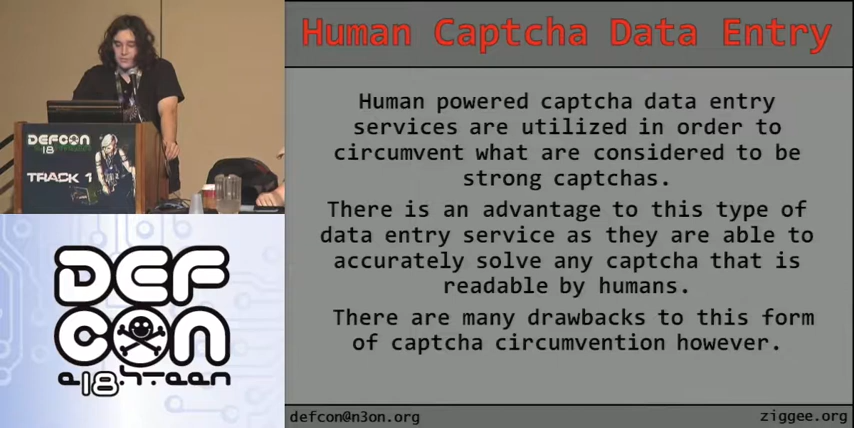 Human Captcha Data Entry
DEFCON
18
TRACK 1
Human powered captcha data entry
services are utilized in order to
circumvent what are considered to be
strong captchas.
There is an advantage to this type of
data entry service as they are able to
accurately solve any captcha that is
readable by humans.
There are many drawbacks to this form
of captcha circumvention however.
DEF
CON
e18hteen
defcon@n3on.org
ziggee.org